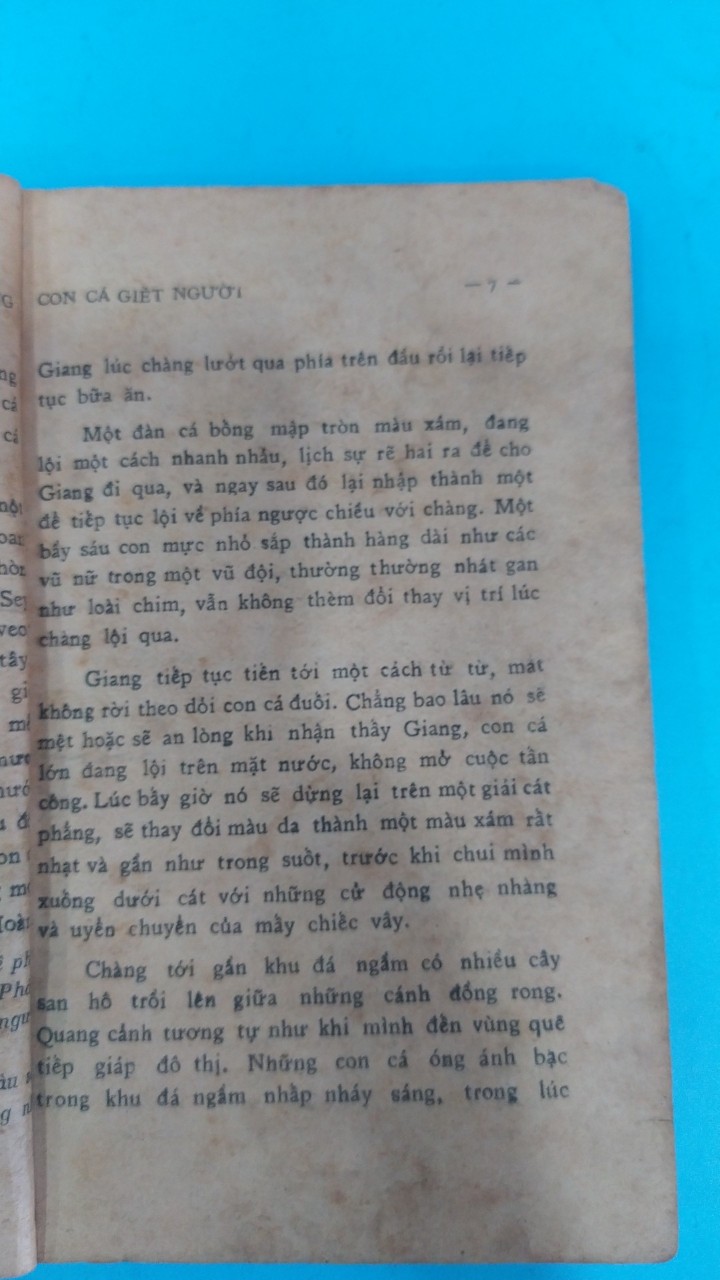 CON CÁ GIẾT NGƯỜI
— 7 —
Giang lúc chàng lướt qua phía trên đầu rồi lại tiếp
tục bữa ăn.
Một đàn cá bồng mập tròn màu xám, đang
lội một cách nhanh nhẩu, lịch sự rẽ hai ra để cho
Giang đi qua, và ngay sau đó lại nhập thành một
để tiếp tục lội về phía ngược chiều với chàng. Một
bầy sáu con mực nhỏ sắp thành hàng dài như các
vũ nữ trong một vũ đội, thường thường nhát gan
như loài chim, vẫn không thèm đổi thay vị trí lúc
chàng lội qua.
Giang tiếp tục tiến tới một cách từ từ, mắt
không rời theo dỏi con cá đuối. Chẳng bao lâu nó sẽ
mệt hoặc sẽ an lòng khi nhận thấy Giang, con cá
lớn đang lội trên mặt nước, không mở cuộc tấn
công. Lúc bấy giờ nó sẽ dừng lại trên một giải cát
phẳng, sẽ thay đổi màu da thành một màu xám rất
nhạt và gần như trong suốt, trước khi chui mình
xuống dưới cát với những cử động nhẹ nhàng
và uyển chuyển của mấy chiếc vây.
Chàng tới gần khu đá ngầm có nhiều cây
san hô trồi lên giữa những cánh đồng rong.
Quang cảnh tương tự như khi mình đến vùng quê
tiếp giáp đô thị. Những con cá óng ánh bạc
trong khu đá ngầm nhấp nháy sáng, trong lúc